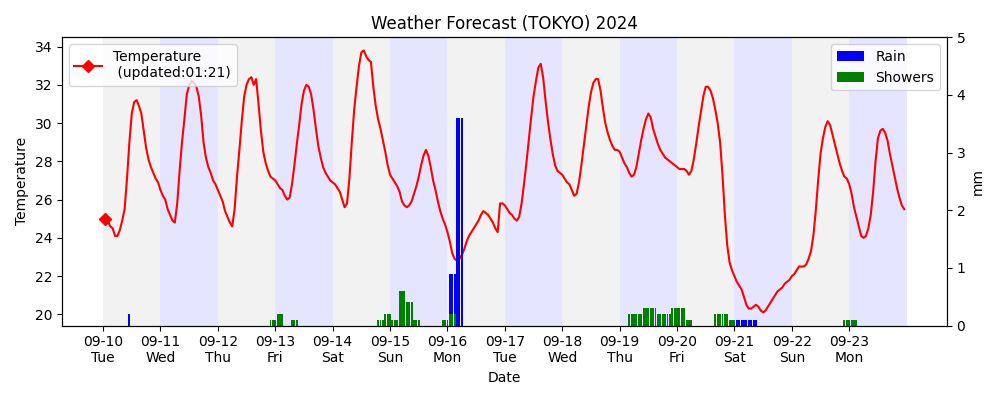 Weather Forecast (TOKYO) 2024
Temperature
(updated:01:21)
Rain
Showers
34
32
30
28
26
24
22
20
Temperature
5
4
3
2
1
0
mm
09-10 09-11 09-12 09-13 09-14 09-15 09-16 09-17 09-18 09-19 09-20 09-21 09-22 09-23
Tue Wed Thu Fri Sat Sun Mon Tue Wed Thu Fri Sat Sun Mon
Date